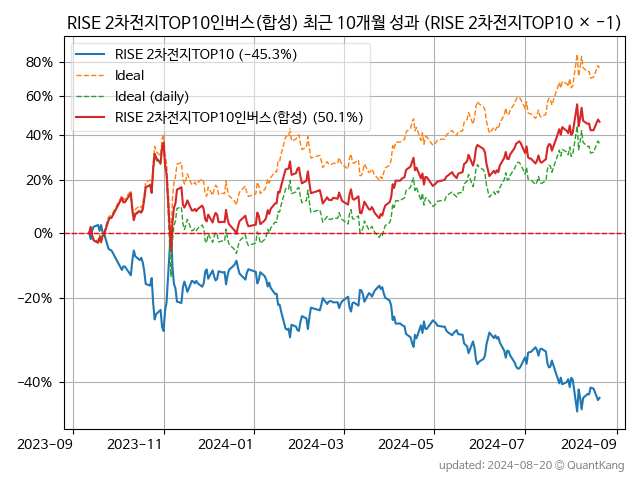 RISE 2차전지TOP10인버스(합성) 최근 10개월 성과 (RISE 2차전지TOP10 × −1)
RISE 2차전지TOP10 (−45.3%)
Ideal
Ideal (daily)
RISE 2차전지TOP10인버스(합성) (50.1%)
80%
60%
40%
20%
0%
−20%
−40%
2023-09
2023-11
2024-01
2024-03
2024-05
2024-07
2024-09
updated: 2024-08-20 © QuantKang